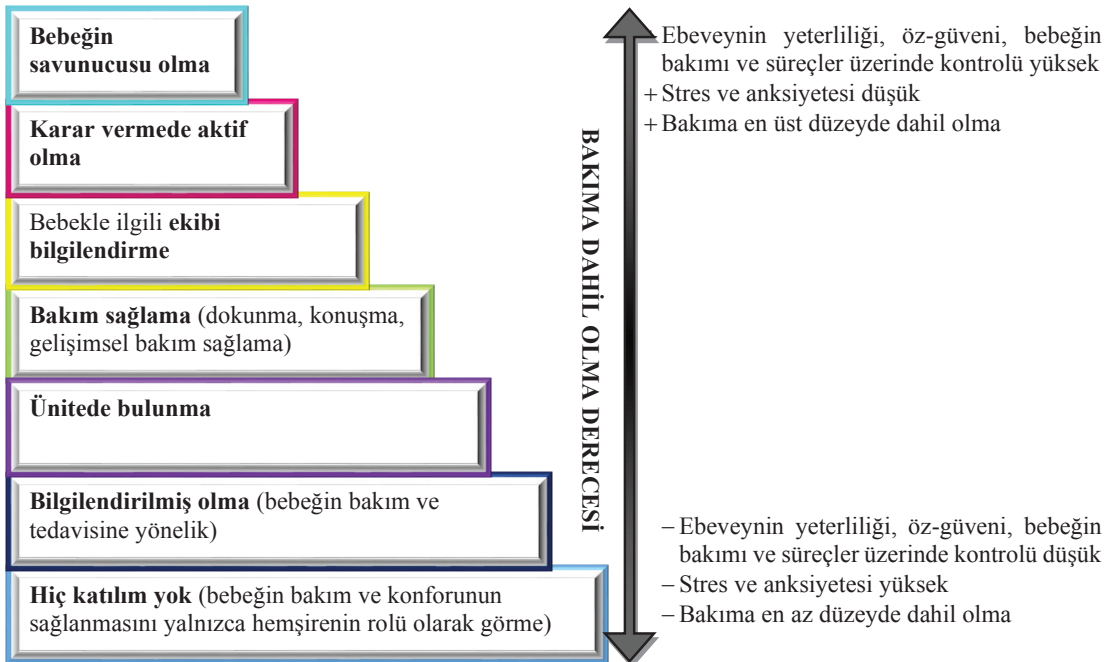 Bebeğin
savunucusu olma
Karar vermede aktif
olma
Bebekle ilgili ekibi
bilgilendirme
Bakım sağlama (dokunma, konuşma,
gelişimsel bakım sağlama)
Ünitede bulunma
Bilgilendirilmiş olma (bebeğin bakım ve
tedavisine yönelik)
Hiç katılım yok (bebeğin bakım ve konforunun
sağlanmasını yalnızca hemşirenin rolü olarak görme)
BAKIMA DAHİL OLMA DERECESİ
Ebeveynin yeterliliği, öz-güveni, bebeğin
bakımı ve süreçler üzerinde kontrolü yüksek
+ Stres ve anksiyetesi düşük
+ Bakıma en üst düzeyde dahil olma
– Ebeveynin yeterliliği, öz-güveni, bebeğin
bakımı ve süreçler üzerinde kontrolü düşük
– Stres ve anksiyetesi yüksek
– Bakıma en az düzeyde dahil olma